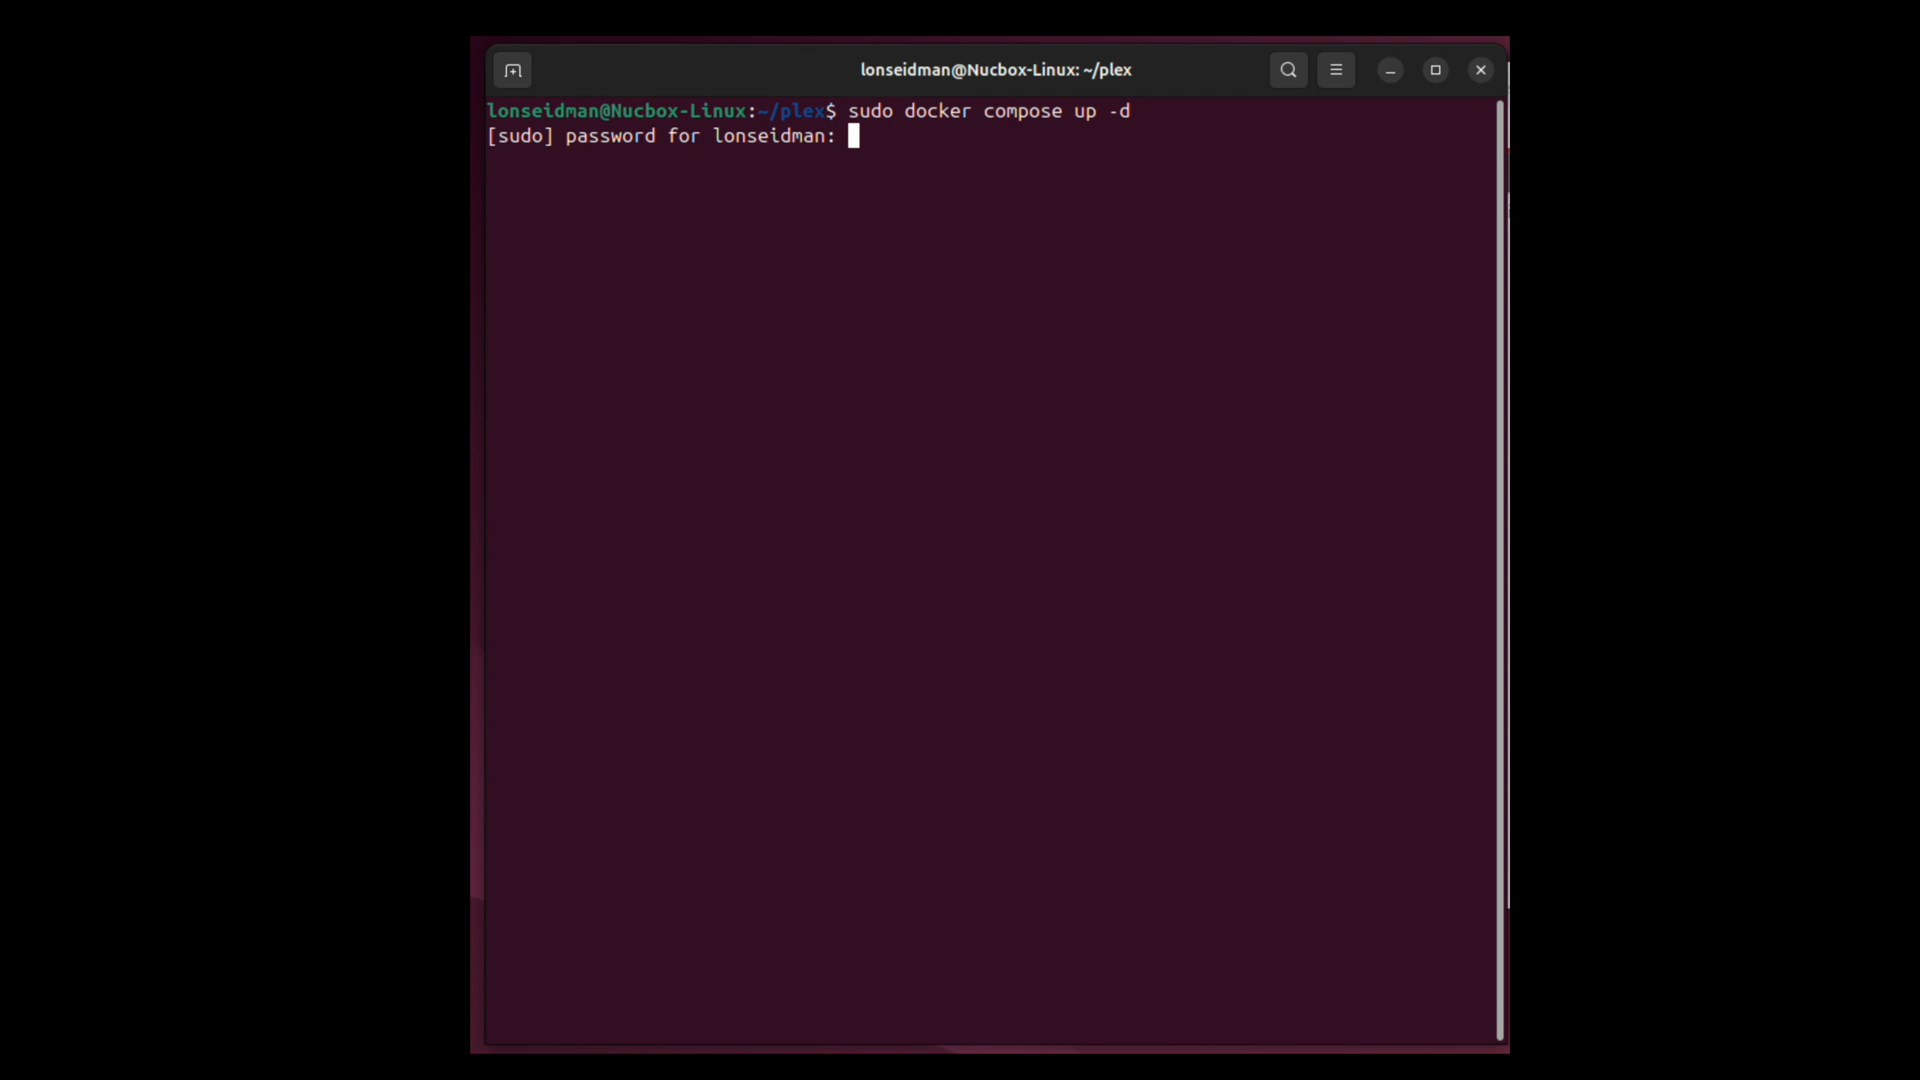 lonseidman@Nucbox-Linux: ~/plex
lonseidman@Nucbox-Linux:~/plex$ sudo docker compose up -d
[sudo] password for lonseidman: